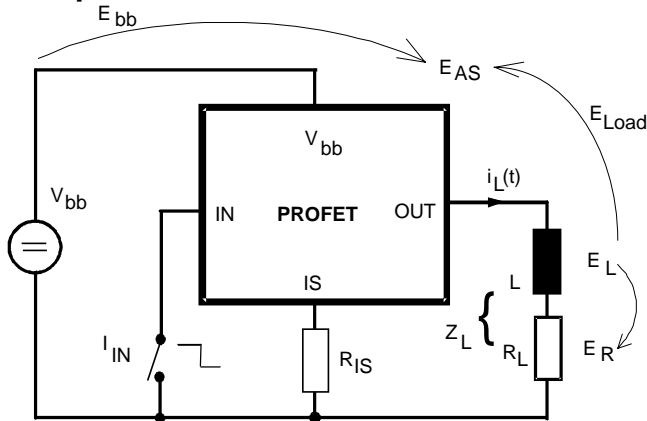 E bb
E AS
E Load
V bb
V bb
i L (t)
IN
PROFET
OUT
IS
L
E L
Z L
{
I IN
R IS
R L
E R